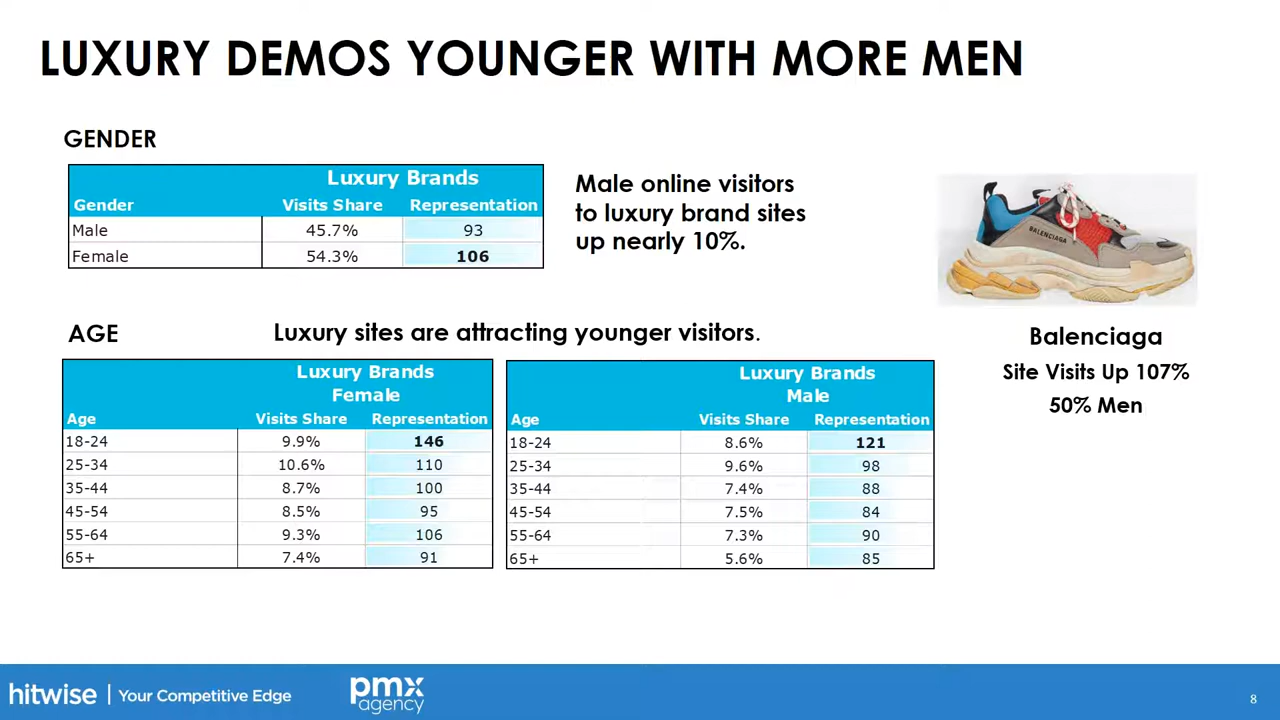 LUXURY DEMOS YOUNGER WITH MORE MEN
GENDER
Luxury Brands
Gender Visits Share Representation
Male 45.7% 93
Female 54.3% 106
Male online visitors
to luxury brand sites
up nearly 10%.
BALENCIAGA
Balenciaga
Site Visits Up 107%
50% Men
AGE
Luxury sites are attracting younger visitors.
Luxury Brands
Female
Age Visits Share Representation
18-24 9.9% 146
25-34 10.6% 110
35-44 8.7% 100
45-54 8.5% 95
55-64 9.3% 106
65+ 7.4% 91
Luxury Brands
Male
Age Visits Share Representation
18-24 8.6% 121
25-34 9.6% 98
35-44 7.4% 88
45-54 7.5% 84
55-64 7.3% 90
65+ 5.6% 85
hitwise | Your Competitive Edge
pmx
agency
8